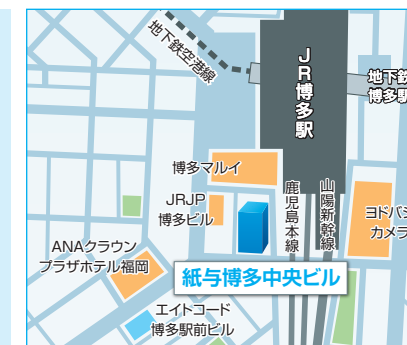 地下鉄空港線
JR博多駅
地下鉄
博多駅
博多マルイ
JRJP
博多ビル
鹿児島本線
山陽新幹線
ヨドバシ
カメラ
ANAクラウン
プラザホテル福岡
紙与博多中央ビル
エイトコード
博多駅前ビル